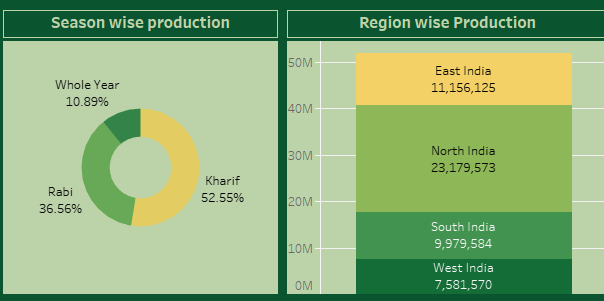 Season wise production
Whole Year
10.89%
Rabi
36.56%
Kharif
52.55%
Region wise Production
50M
40M
30M
20M
10M
0M
East India
11,156,125
North India
23,179,573
South India
9,979,584
West India
7,581,570